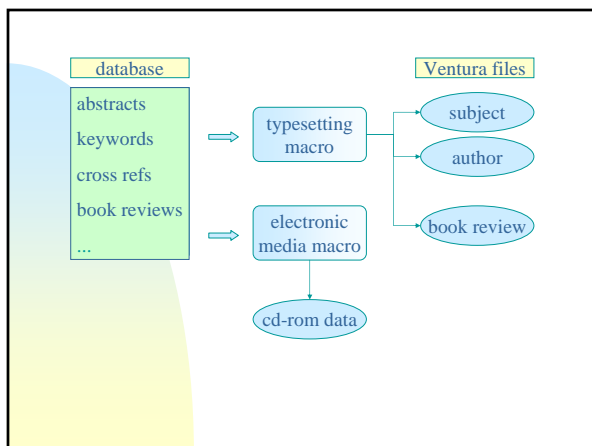 database
abstracts
keywords
cross refs
book reviews
...
typesetting
macro
electronic
media macro
cd-rom data
Ventura files
subject
author
book review